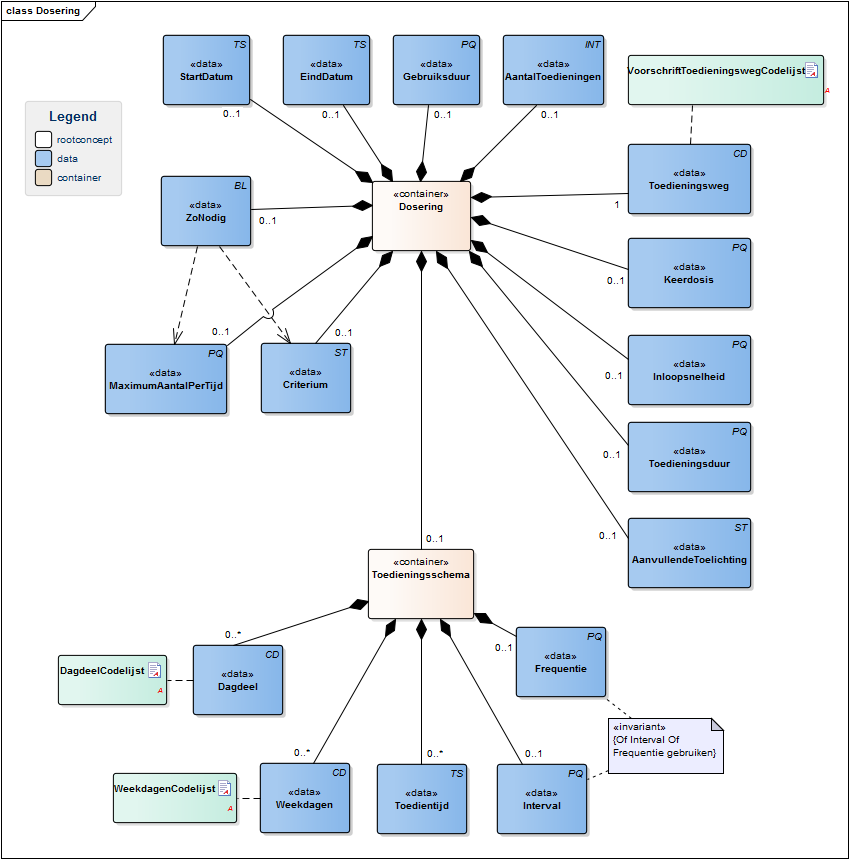 class Dosering
TS
«data»
StartDatum
0..1
TS
«data»
EindDatum
0..1
PQ
«data»
Gebruiksduur
0..1
INT
«data»
AantalToedieningen
0..1
VoorschriftToedieningswegCodelijst
A
Legend
rootconcept
data
container
BL
«data»
ZoNodig
0..1
«container»
Dosering
CD
«data»
Toedieningsweg
1
PQ
«data»
Keerdosis
0..1
PQ
«data»
MaximumAantalPerTijd
0..1
ST
«data»
Criterium
0..1
PQ
«data»
Inloopsnelheid
0..1
PQ
«data»
Toedieningsduur
0..1
ST
«data»
AanvullendeToelichting
0..1
0..1
«container»
Toedieningsschema
0..*
CD
«data»
Dagdeel
DagdeelCodelijst
A
PQ
«data»
Frequentie
0..1
«invariant»
{Of Interval Of
Frequentie gebruiken}
WeekdagenCodelijst
A
0..*
CD
«data»
Weekdagen
0..*
TS
«data»
Toedientijd
0..1
PQ
«data»
Interval